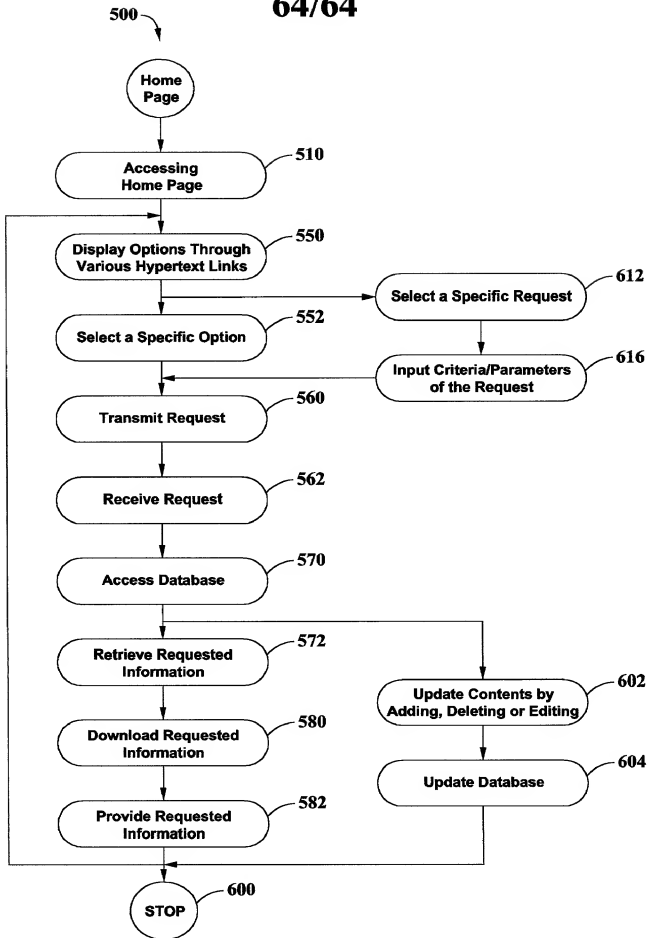 64/64
500
Home
Page
510
Accessing
Home Page
550
Display Options Through
Various Hypertext Links
612
Select a Specific Request
552
Select a Specific Option
616
Input Criteria/Parameters
of the Request
560
Transmit Request
562
Receive Request
570
Access Database
572
Retrieve Requested
Information
602
Update Contents by
Adding, Deleting or Editing
580
Download Requested
Information
604
Update Database
582
Provide Requested
Information
600
STOP